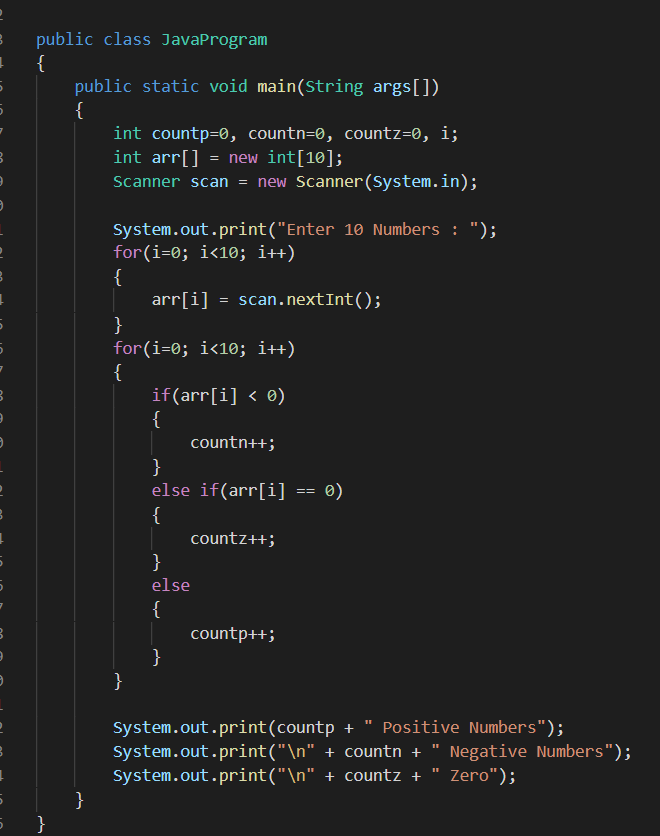 public class JavaProgram
{
    public static void main(String args[])
    {
        int countp=0, countn=0, countz=0, i;
        int arr[] = new int[10];
        Scanner scan = new Scanner(System.in);

        System.out.print("Enter 10 Numbers : ");
        for(i=0; i<10; i++)
        {
            arr[i] = scan.nextInt();
        }
        for(i=0; i<10; i++)
        {
            if(arr[i] < 0)
            {
                countn++;
            }
            else if(arr[i] == 0)
            {
                countz++;
            }
            else
            {
                countp++;
            }
        }

        System.out.print(countp + " Positive Numbers");
        System.out.print("\n" + countn + " Negative Numbers");
        System.out.print("\n" + countz + " Zero");
    }
}